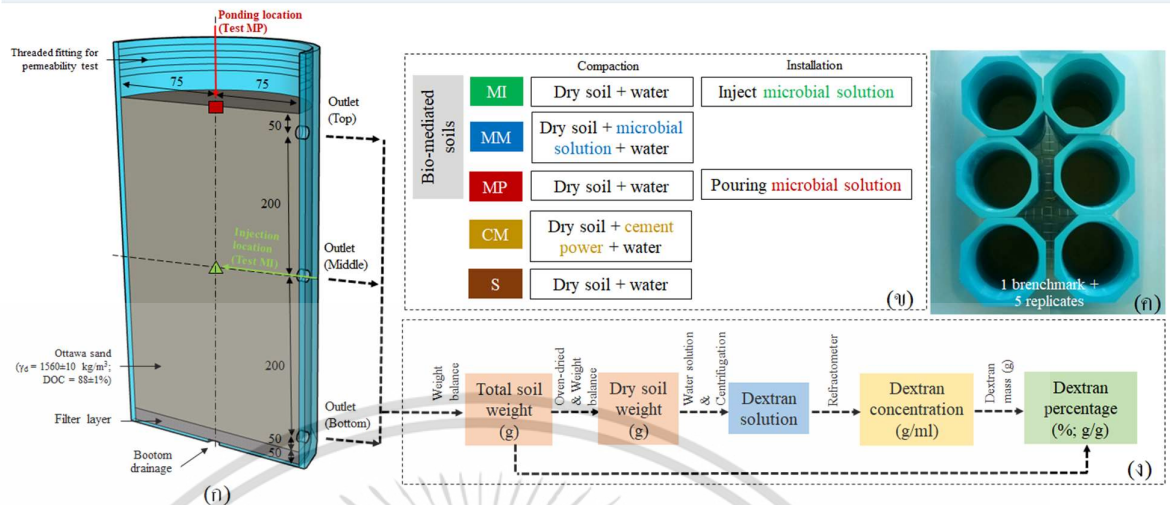 Ponding location
(Test MP)
Threaded fitting for
permeability test
75
75
Outlet
(Top)
50
200
Injection
location
(Test MI)
Outlet
(Middle)
200
Ottawa sand
(γd = 1560±10 kg/m³;
DOC = 88±1%)
Filter layer
Outlet
(Bottom)
50
50
Bootom
drainage
(ก)
Compaction
Installation
Bio-mediated
soils
MI
Dry soil + water
Inject microbial solution
MM
Dry soil + microbial
solution + water
MP
Dry soil + water
Pouring microbial solution
CM
Dry soil + cement
power + water
S
Dry soil + water
(ข)
1 brenchmark +
5 replicates
(ค)
Weight
balance
Total soil
weight
(g)
Oven-dried
& Weight
balance
Dry soil
weight
(g)
Water solution
&
Centrifugation
Dextran
solution
Refractometer
Dextran
concentration
(g/ml)
Dextran
mass (g)
Dextran
percentage
(%; g/g)
(ง)